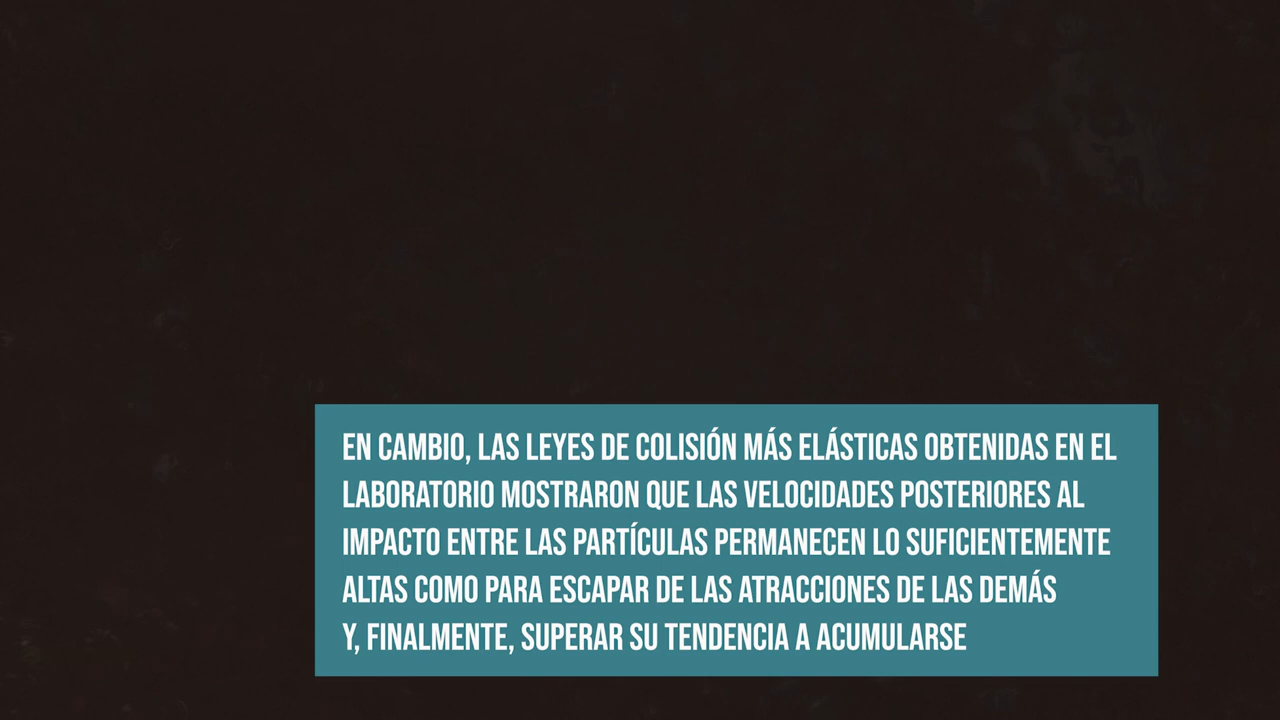 EN CAMBIO, LAS LEYES DE COLISIÓN MÁS ELÁSTICAS OBTENIDAS EN EL
LABORATORIO MOSTRARON QUE LAS VELOCIDADES POSTERIORES AL
IMPACTO ENTRE LAS PARTÍCULAS PERMANECEN LO SUFICIENTEMENTE
ALTAS COMO PARA ESCAPAR DE LAS ATRACCIONES DE LAS DEMÁS
Y, FINALMENTE, SUPERAR SU TENDENCIA A ACUMULARSE